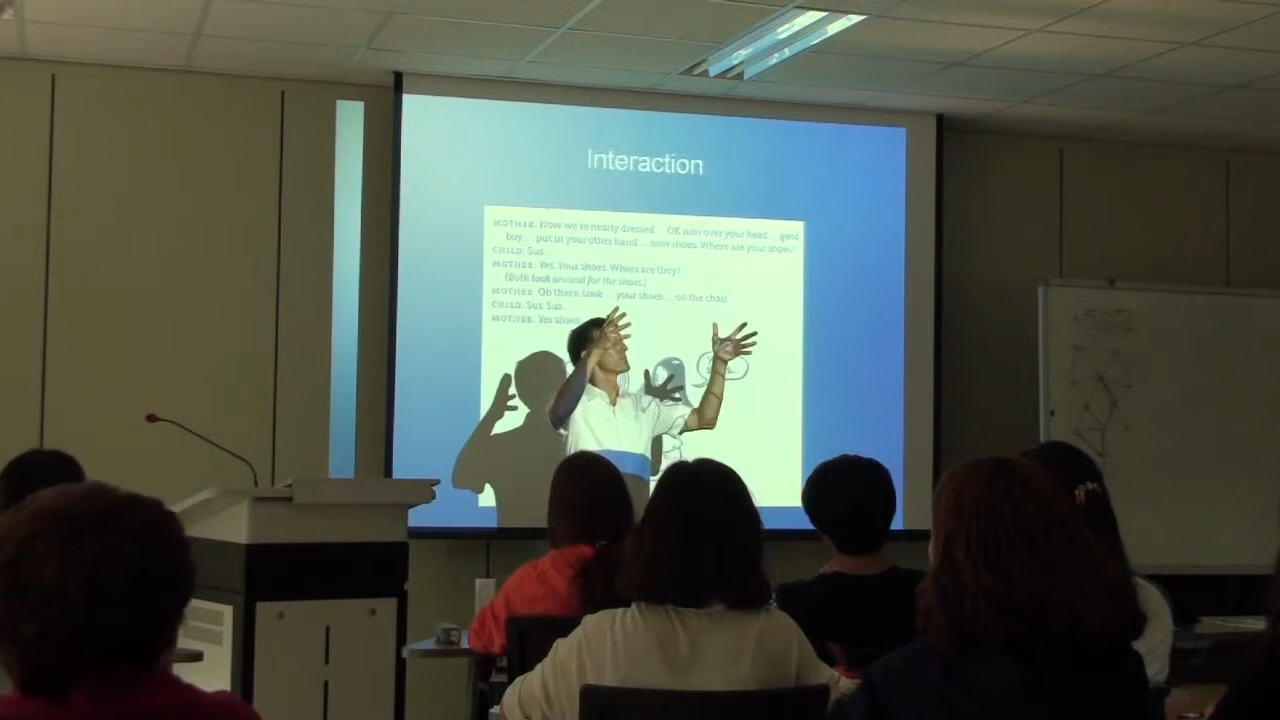 Interaction
MOTHER: Now we're nearly dressed... OK now over your head... good
boy... put in your other hand... now shoes. Where are your shoes?
CHILD: Sus...
MOTHER: Yes. Your shoes. Where are they?
(Both look around for the shoes.)
MOTHER: Oh there. Look... your shoes... on the chair.
CHILD: Sus. Sus.
MOTHER: Yes shoes